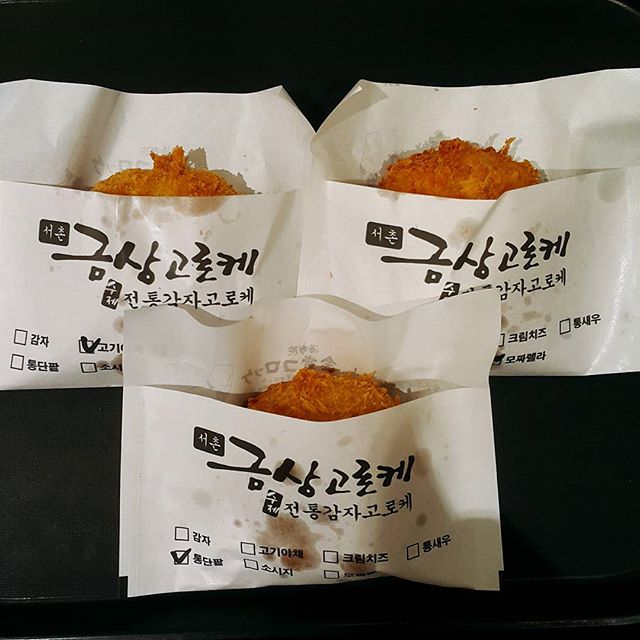 서촌 금상고로케
수제 전통감자고로케
감자 고기야
통단팥 소시지
서촌 금상고로케
전통감자고로케
크림치즈 통새우
모짜렐라
서촌 금상고로케
수제 전통감자고로케
감자 고기야채 크림치즈 통새우
통단팥 소시지